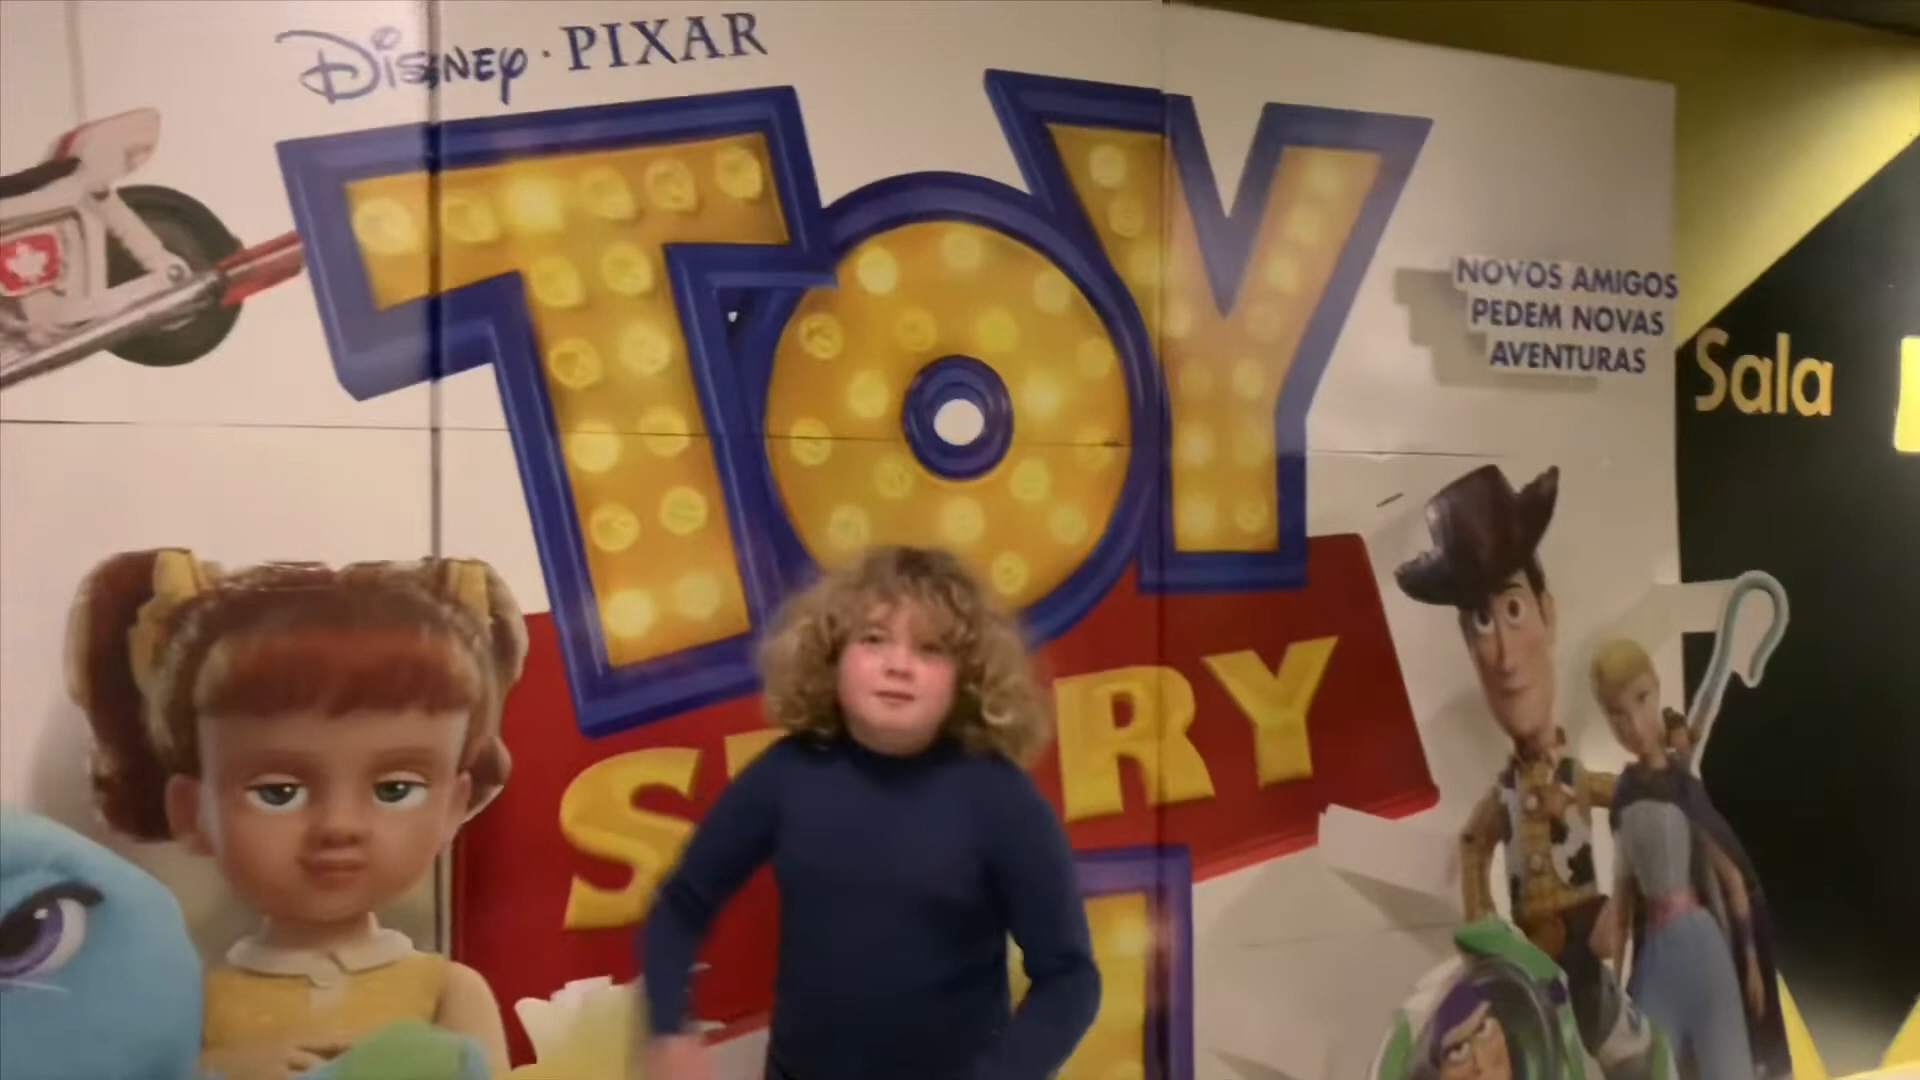 DISNEY · PIXAR
TOY
NOVOS AMIGOS
PEDEM NOVAS
AVENTURAS
Sala